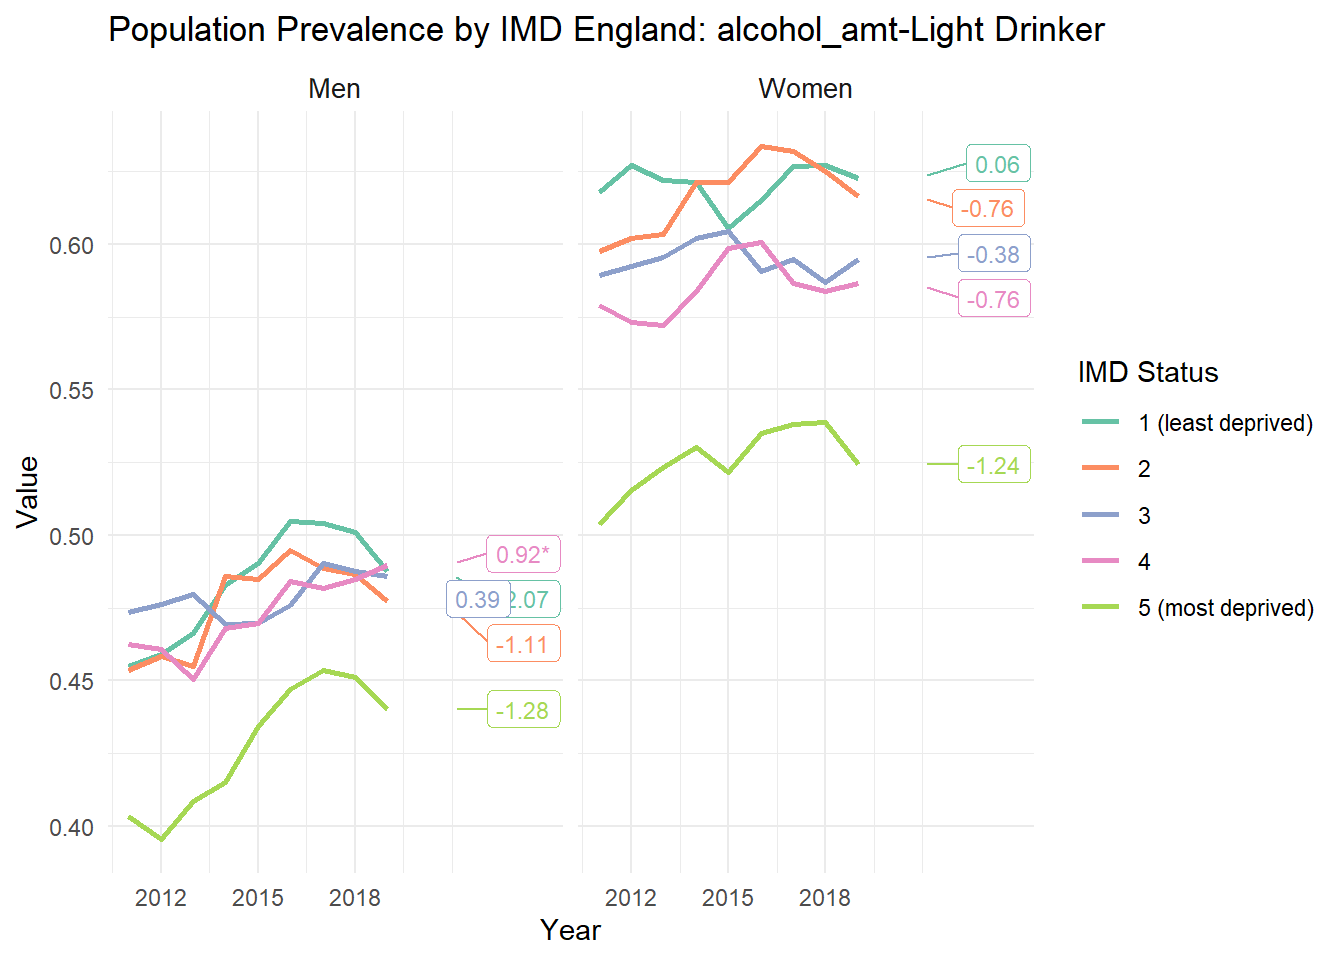 Population Prevalence by IMD England: alcohol_amt-Light Drinker
Men
Women
0.60
0.55
0.50
0.45
0.40
Value
0.92*
2.07
0.39
-1.11
-1.28
0.06
-0.76
-0.38
-0.76
-1.24
2012 2015 2018
2012 2015 2018
Year
IMD Status
1 (least deprived)
2
3
4
5 (most deprived)